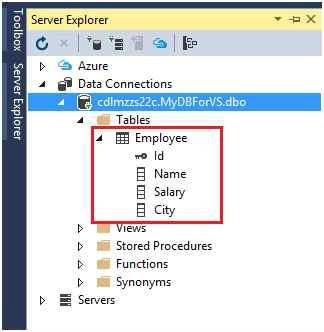 Server Explorer
Toolbox
Server Explorer
Azure
Data Connections
cdlmzzs22c.MyDBForVS.dbo
Tables
Employee
Id
Name
Salary
City
Views
Stored Procedures
Functions
Synonyms
Servers